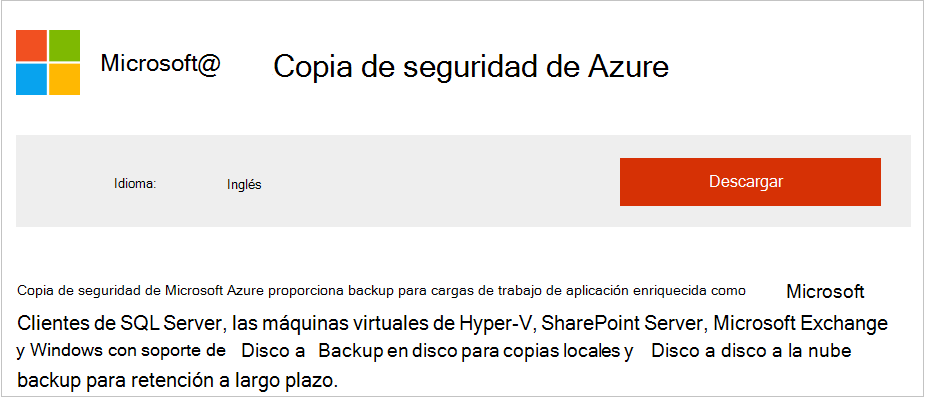 Microsoft@ Copia de seguridad de Azure
Idioma: Inglés Descargar
Copia de seguridad de Microsoft Azure proporciona backup para cargas de trabajo de aplicación enriquecida como Microsoft
Clientes de SQL Server, las máquinas virtuales de Hyper-V, SharePoint Server, Microsoft Exchange
y Windows con soporte de Disco a Backup en disco para copias locales y Disco a disco a la nube
backup para retención a largo plazo.